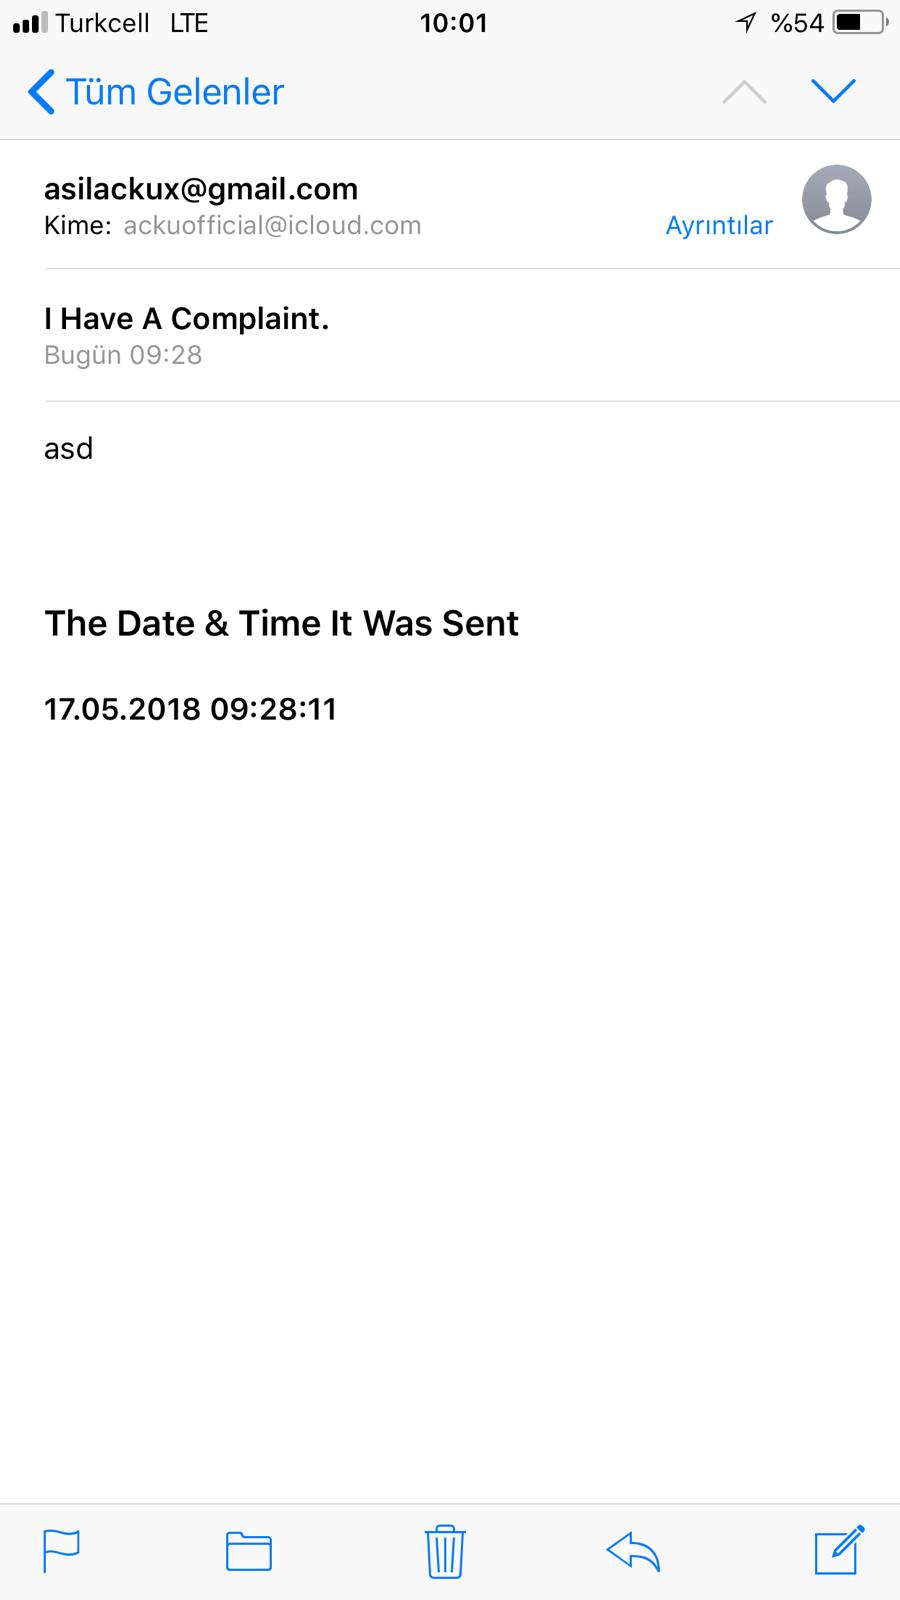 Turkcell LTE 10:01 %54
Tüm Gelenler
asilackux@gmail.com
Kime: ackuofficial@icloud.com Ayrıntılar
I Have A Complaint.
Bugün 09:28
asd
The Date & Time It Was Sent
17.05.2018 09:28:11